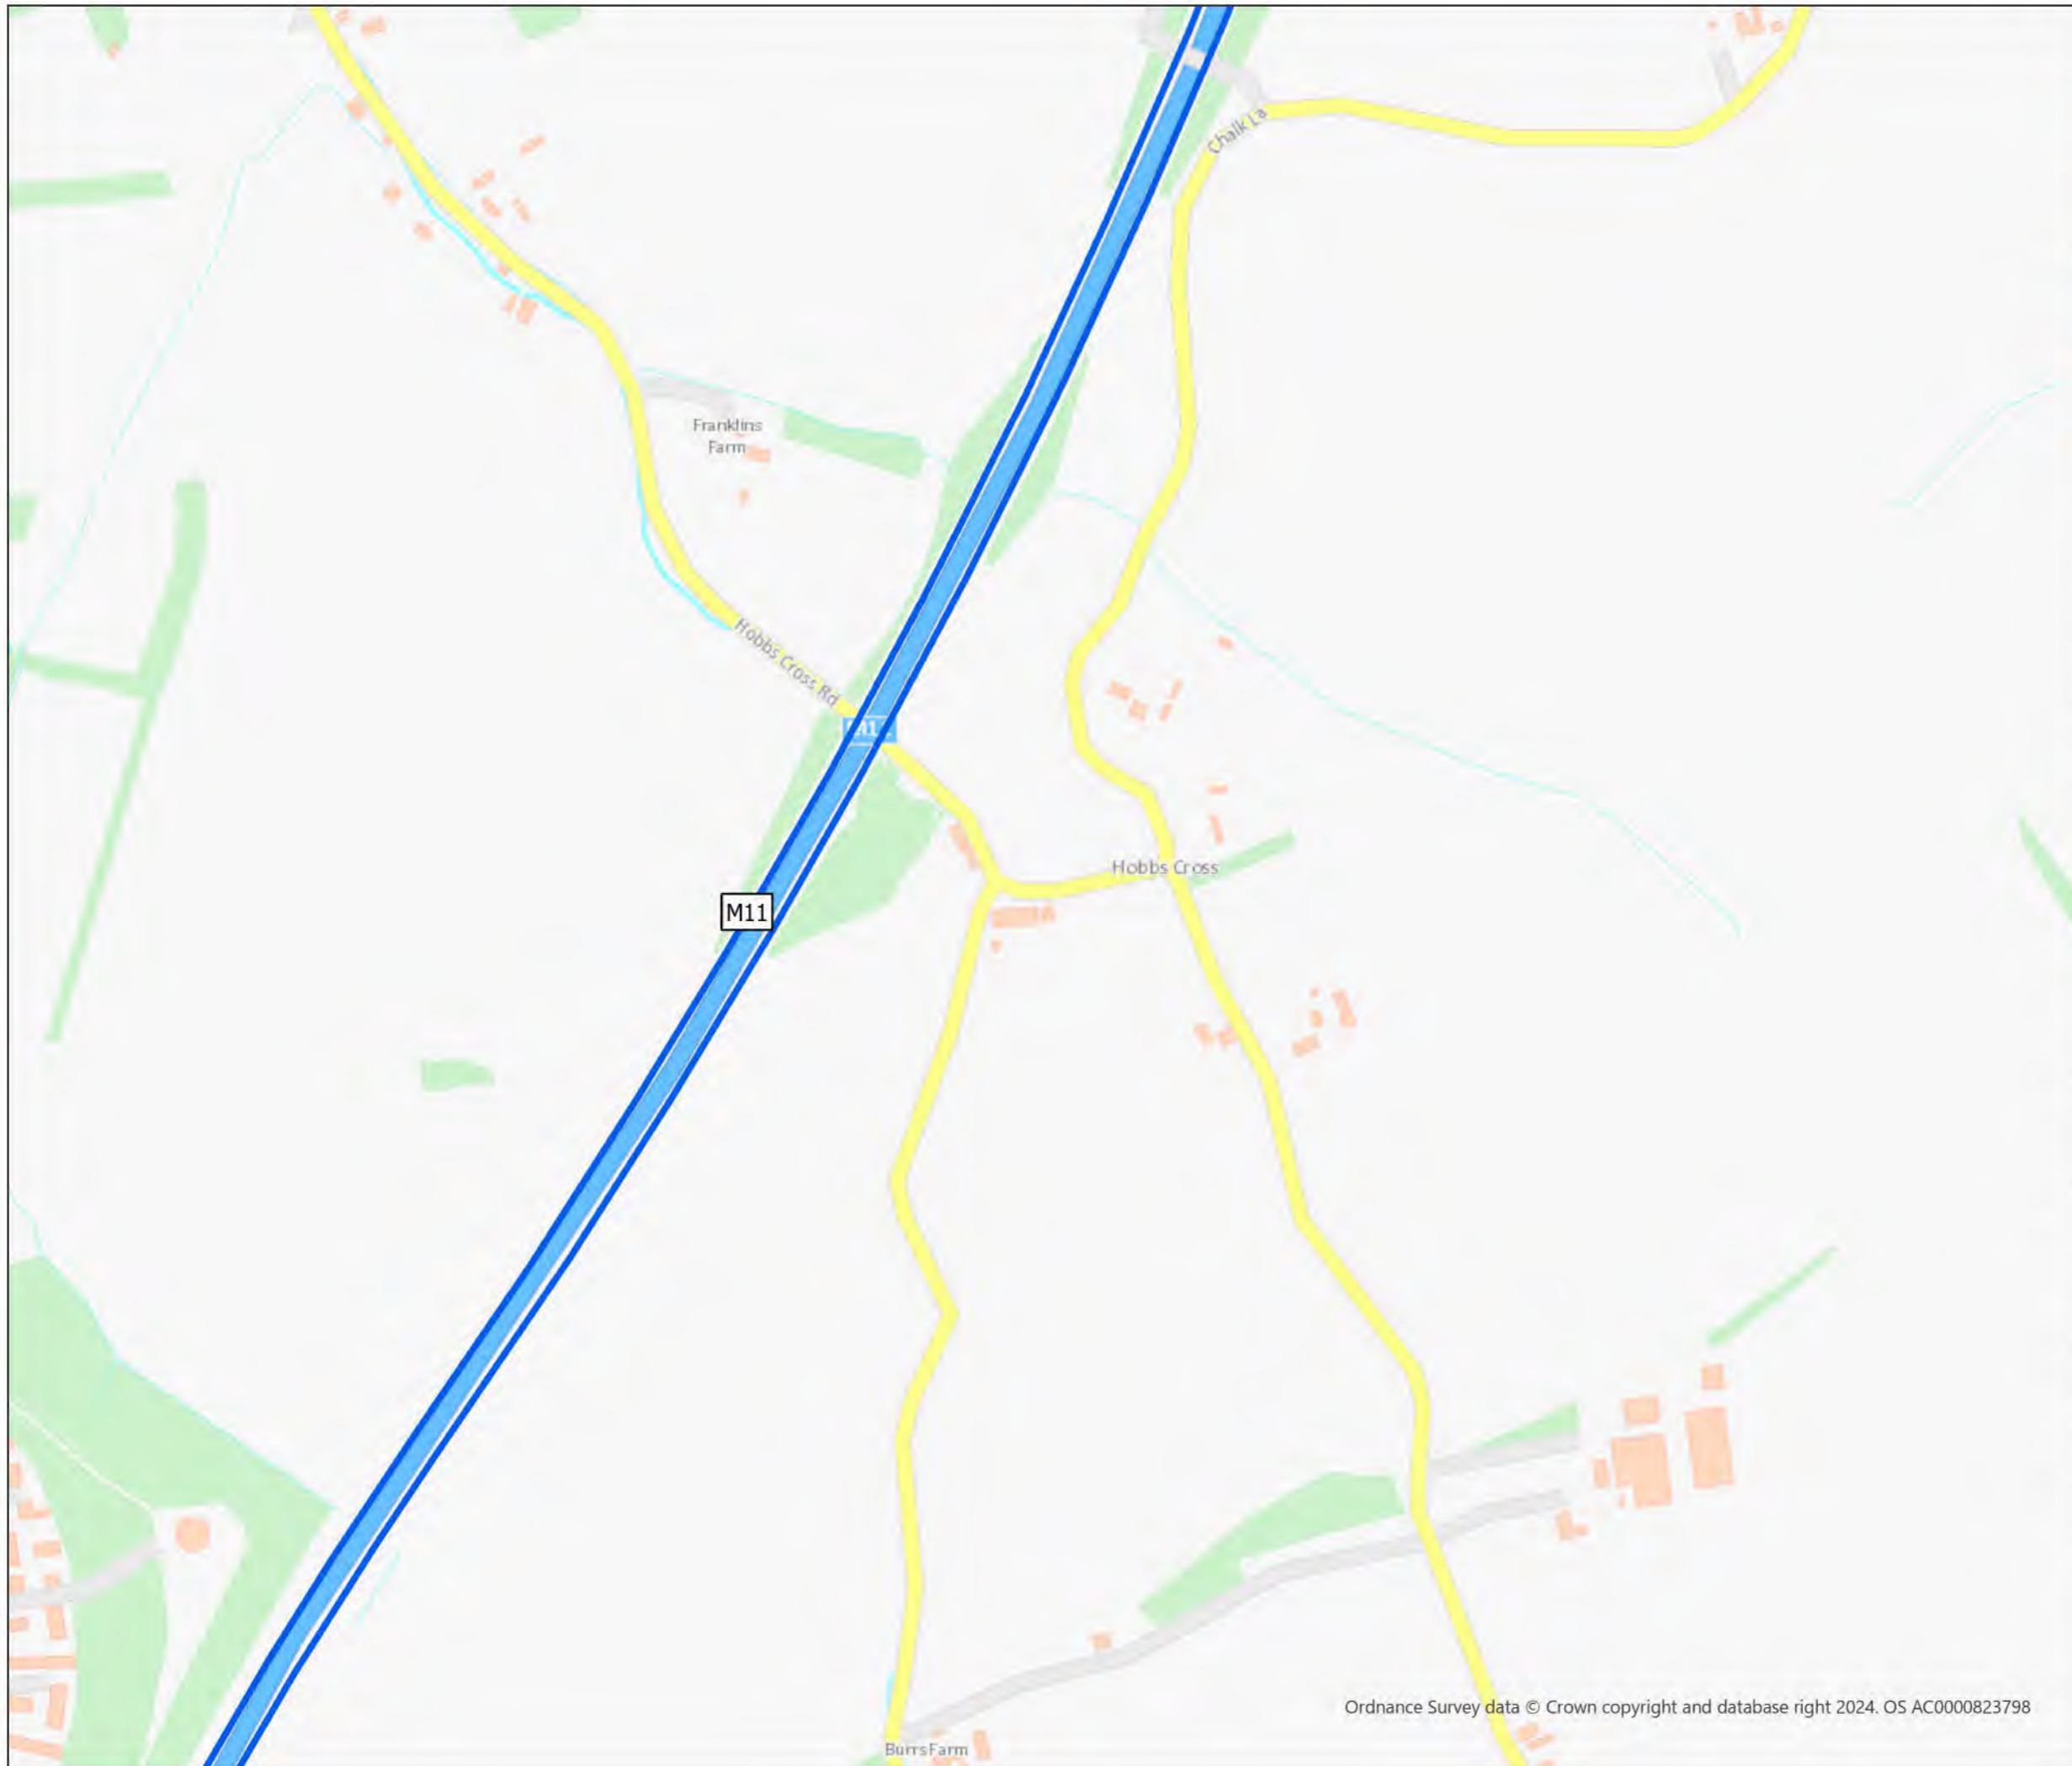 Chalk La
Franklins
Farm
Hobbs Cross Rd
Hobbs Cross
M11
Ordnance Survey data © Crown copyright and database right 2024. OS AC0000823798
Burrs Farm